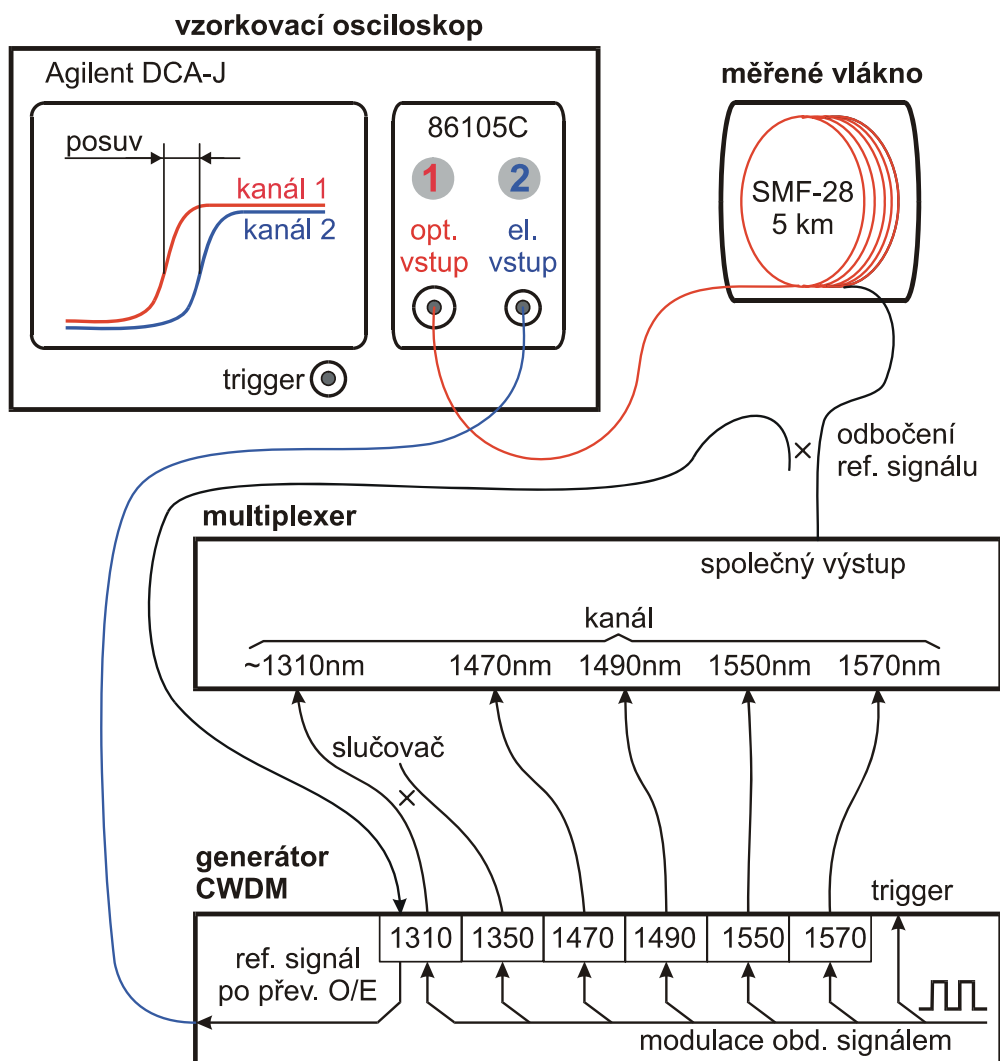 vzorkovací osciloskop
Agilent DCA-J
posuv
kanál 1
kanál 2
86105C
1
2
opt.
vstup
el.
vstup
trigger
měřené vlákno
SMF-28
5 km
odbočení
ref. signálu
multiplexer
společný výstup
kanál
~1310nm
1470nm
1490nm
1550nm
1570nm
slučovač
generátor
CWDM
trigger
1310
1350
1470
1490
1550
1570
ref. signál
po přev. O/E
modulace obd. signálem